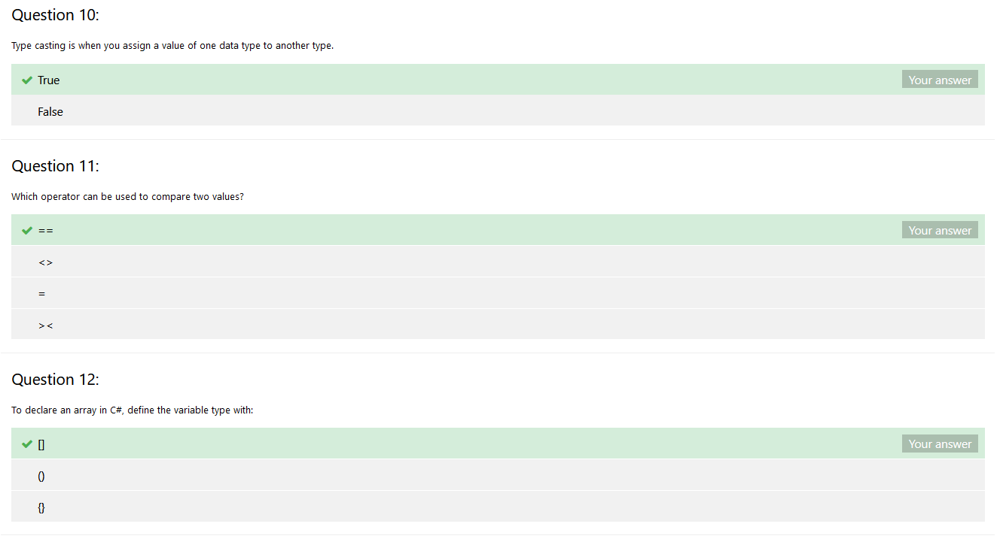 Question 10:
Type casting is when you assign a value of one data type to another type.
True Your answer
False
Question 11:
Which operator can be used to compare two values?
== Your answer
<>
=
><
Question 12:
To declare an array in C#, define the variable type with:
[] Your answer
()
{}